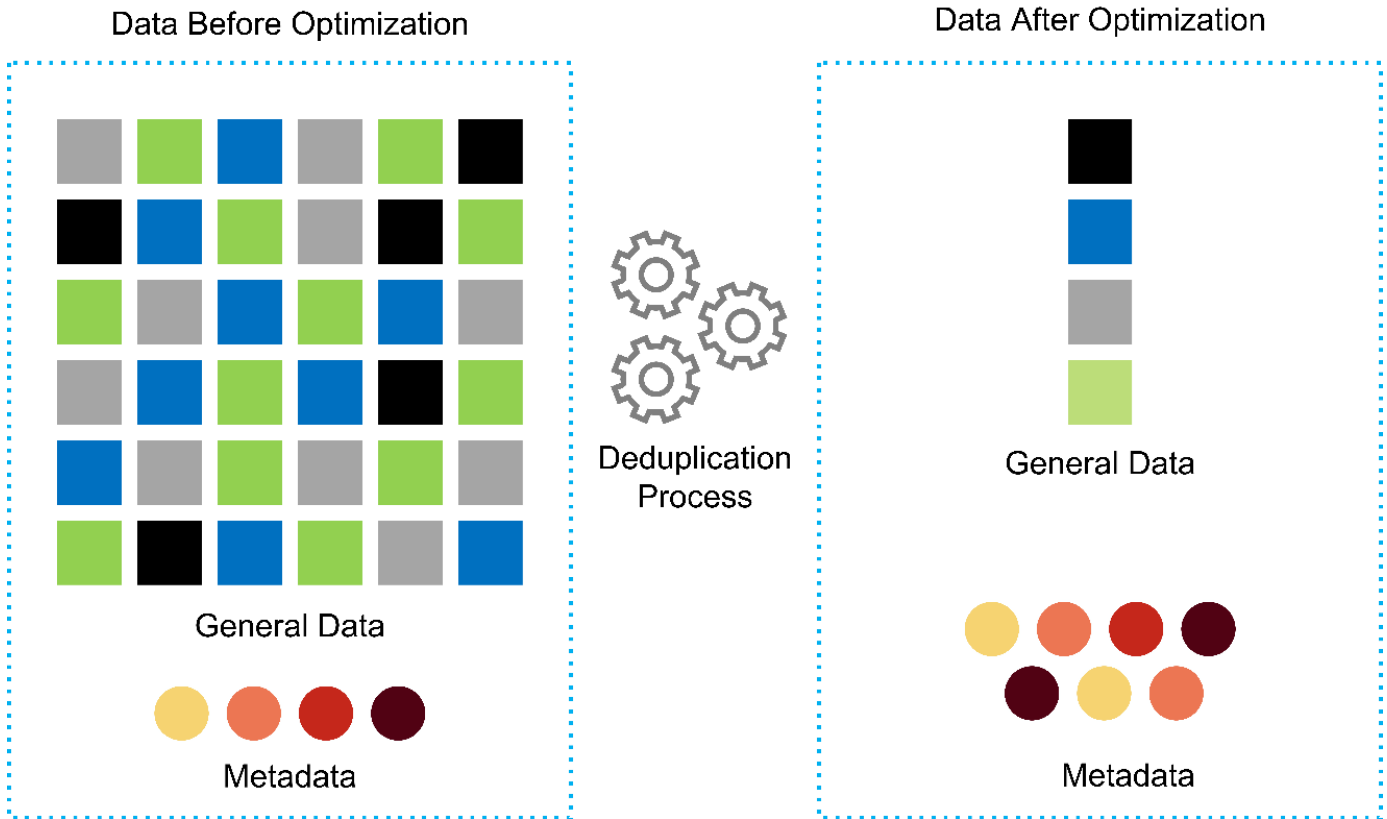 Data Before Optimization
Data After Optimization
General Data
Metadata
Deduplication
Process
General Data
Metadata